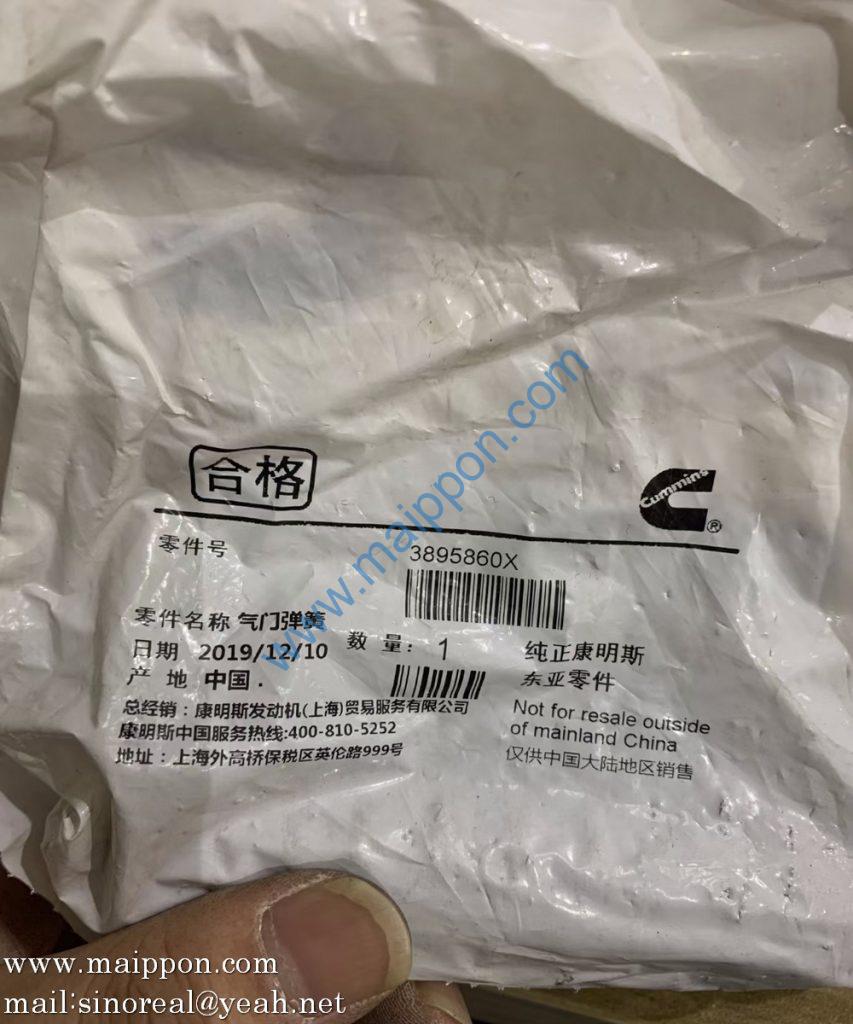 合格
Cummins®
零件号 3895860X
零件名称 气门弹簧
日期 2019/12/10 数量: 1
产地 中国.
总经销：康明斯发动机(上海)贸易服务有限公司
康明斯中国服务热线:400-810-5252
地址：上海外高桥保税区英伦路999号
纯正康明斯
东亚零件
Not for resale outside
of mainland China
仅供中国大陆地区销售
www.maippon.com
www.maippon.com
mail:sinoreal@yeah.net